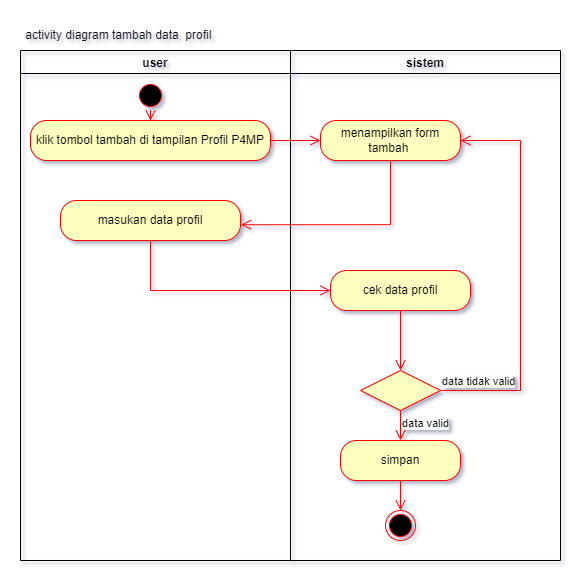 activity diagram tambah data  profil
user
sistem
klik tombol tambah di tampilan Profil P4MP
menampilkan form
tambah
masukan data profil
cek data profil
data tidak valid
data valid
simpan